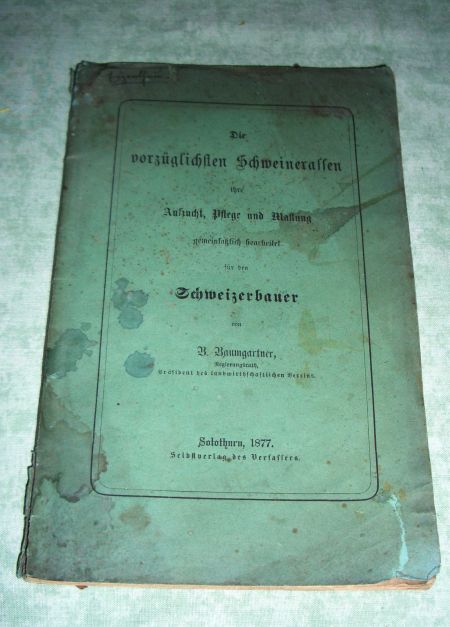 Die
vorzüglichsten Schweinerassen
ihre
Aufzucht, Pflege und Mastung
gemeinfaßlich bearbeitet
für den
Schweizerbauer
von
B. Baumgartner,
Regierungsrath,
Präsident des landwirthschaftlichen Vereins.
Solothurn, 1877.
Selbstverlag des Verfassers.